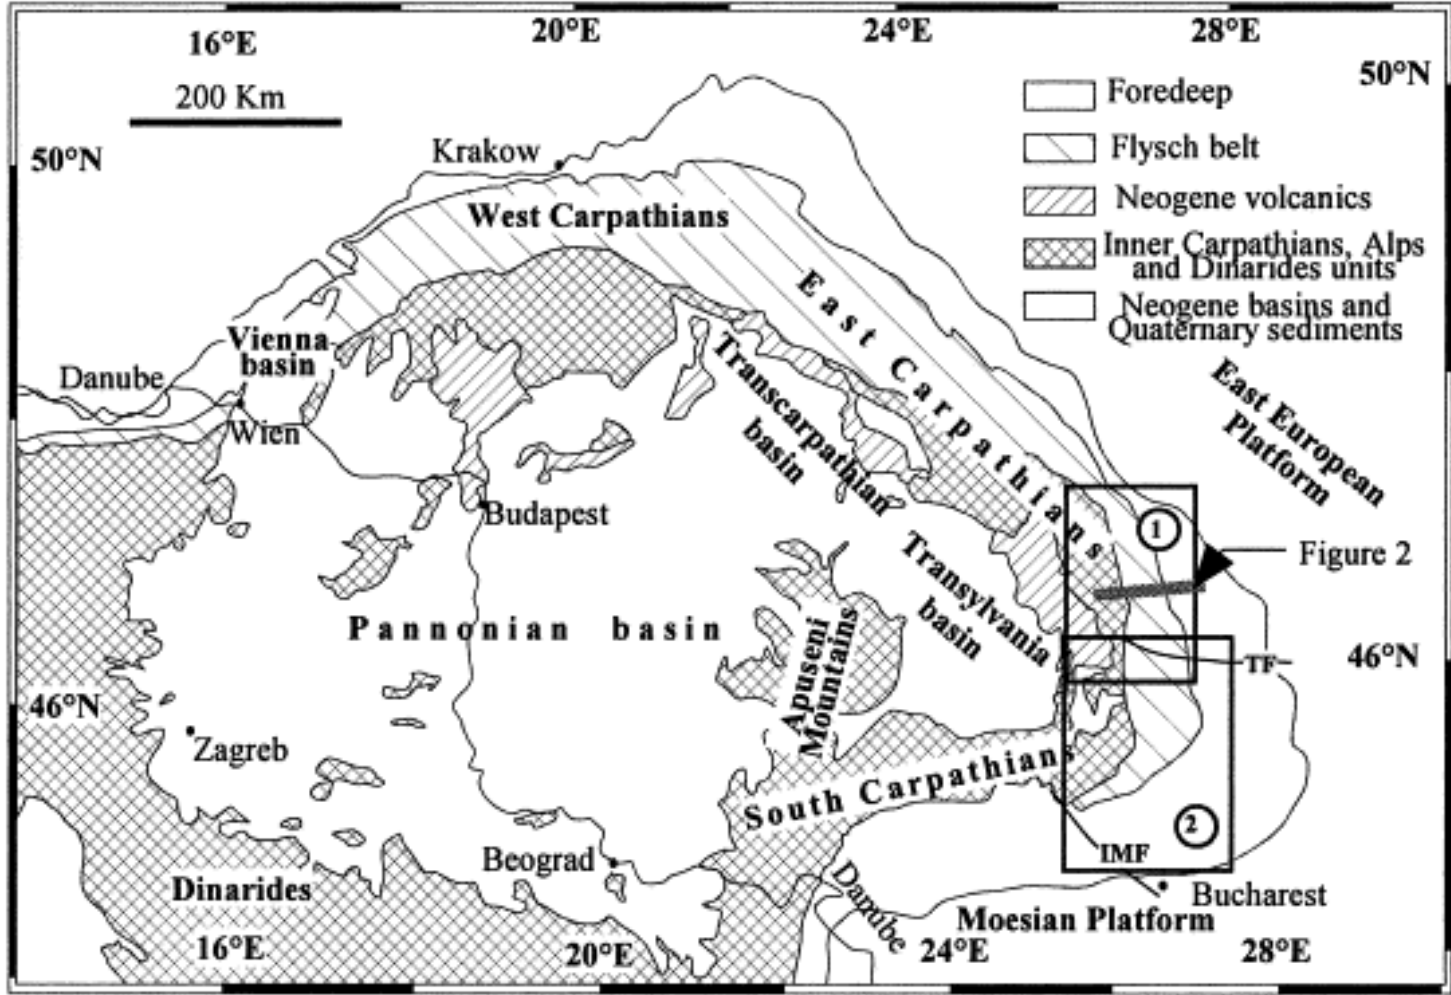 16°E
20°E
24°E
28°E
50°N
200 Km
Foredeep
Krakow
Flysch belt
50°N
Neogene volcanics
West Carpathians
Inner Carpathians, Alps
and Dinarides units
East Carpathians
Neogene basins and
Quaternary sediments
Vienna
basin
Danube
Wien
Transcarpathian
basin
East European
Platform
Budapest
1
Figure 2
Transylvania
basin
Pannonian basin
Apuseni
Mountains
TF
46°N
46°N
Zagreb
South Carpathians
2
IMF
Beograd
Dinarides
Danube
Bucharest
Moesian Platform
16°E
20°E
24°E
28°E